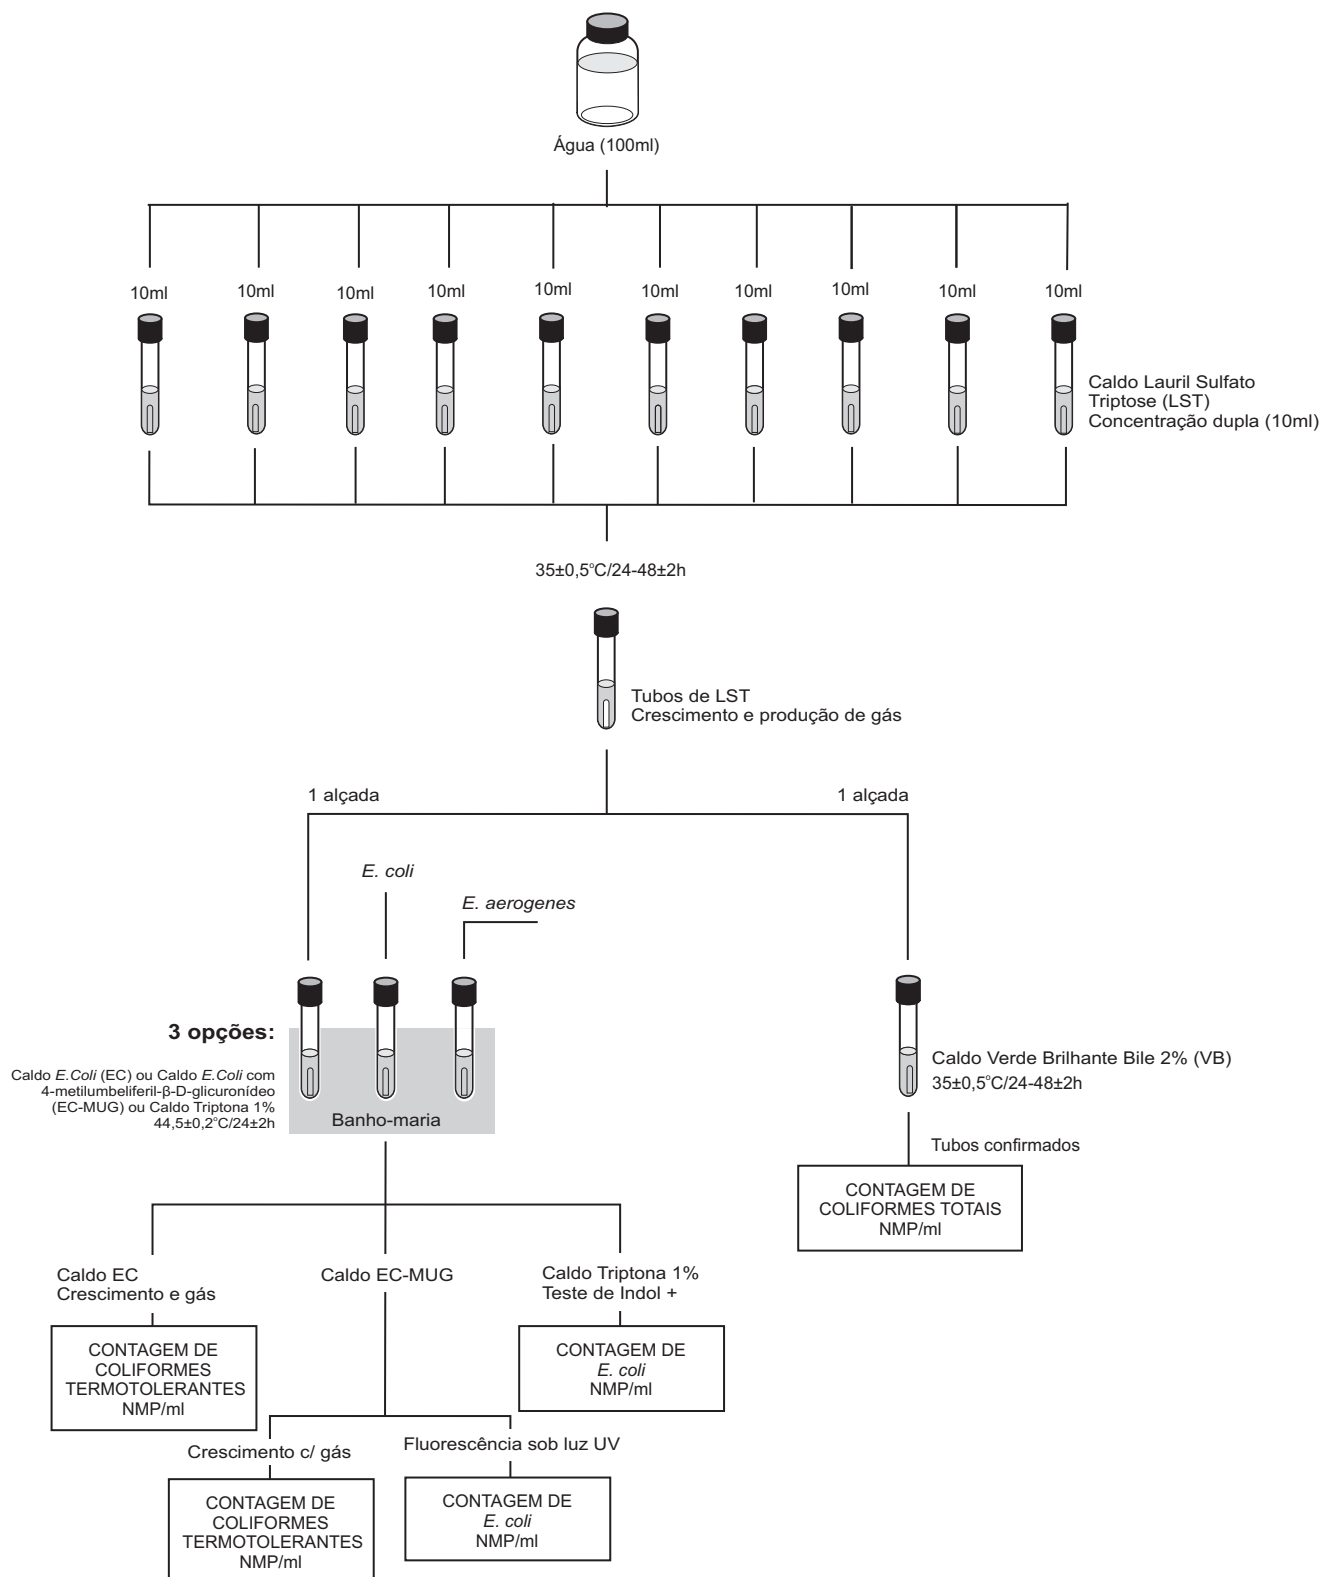 Água (100ml)
10ml 10ml 10ml 10ml 10ml 10ml 10ml 10ml 10ml 10ml
Caldo Lauril Sulfato
Triptose (LST)
Concentração dupla (10ml)
35±0,5°C/24-48±2h
Tubos de LST
Crescimento e produção de gás
1 alçada
1 alçada
E. coli
E. aerogenes
3 opções:
Caldo E.Coli (EC) ou Caldo E.Coli com
4-metilumbeliferil-β-D-glicuronídeo
(EC-MUG) ou Caldo Triptona 1%
44,5±0,2°C/24±2h
Banho-maria
Caldo Verde Brilhante Bile 2% (VB)
35±0,5°C/24-48±2h
Tubos confirmados
CONTAGEM DE
COLIFORMES TOTAIS
NMP/ml
Caldo EC
Crescimento e gás
CONTAGEM DE
COLIFORMES
TERMOTOLERANTES
NMP/ml
Caldo EC-MUG
Caldo Triptona 1%
Teste de Indol +
CONTAGEM DE
E. coli
NMP/ml
Crescimento c/ gás
CONTAGEM DE
COLIFORMES
TERMOTOLERANTES
NMP/ml
Fluorescência sob luz UV
CONTAGEM DE
E. coli
NMP/ml